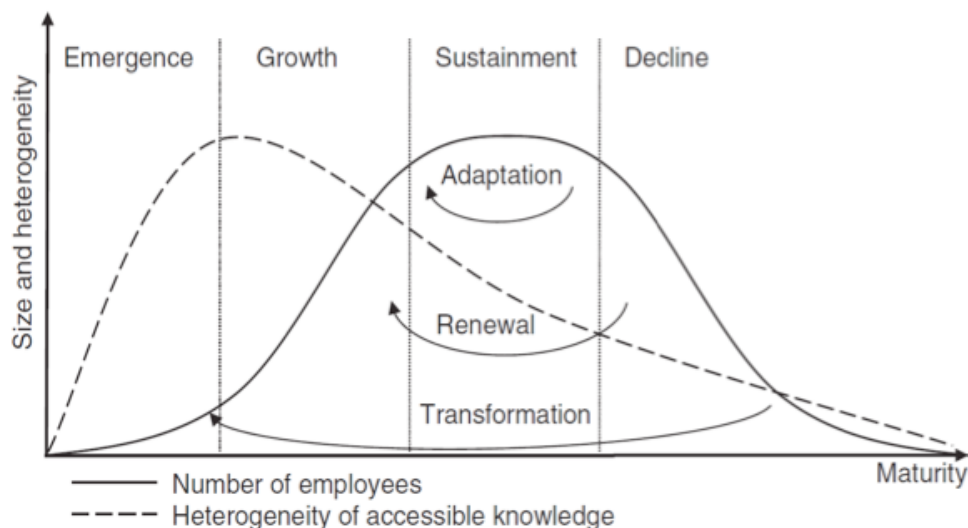 Emergence
Growth
Sustainment
Decline
Size and heterogeneity
Adaptation
Renewal
Transformation
Maturity
Number of employees
Heterogeneity of accessible knowledge